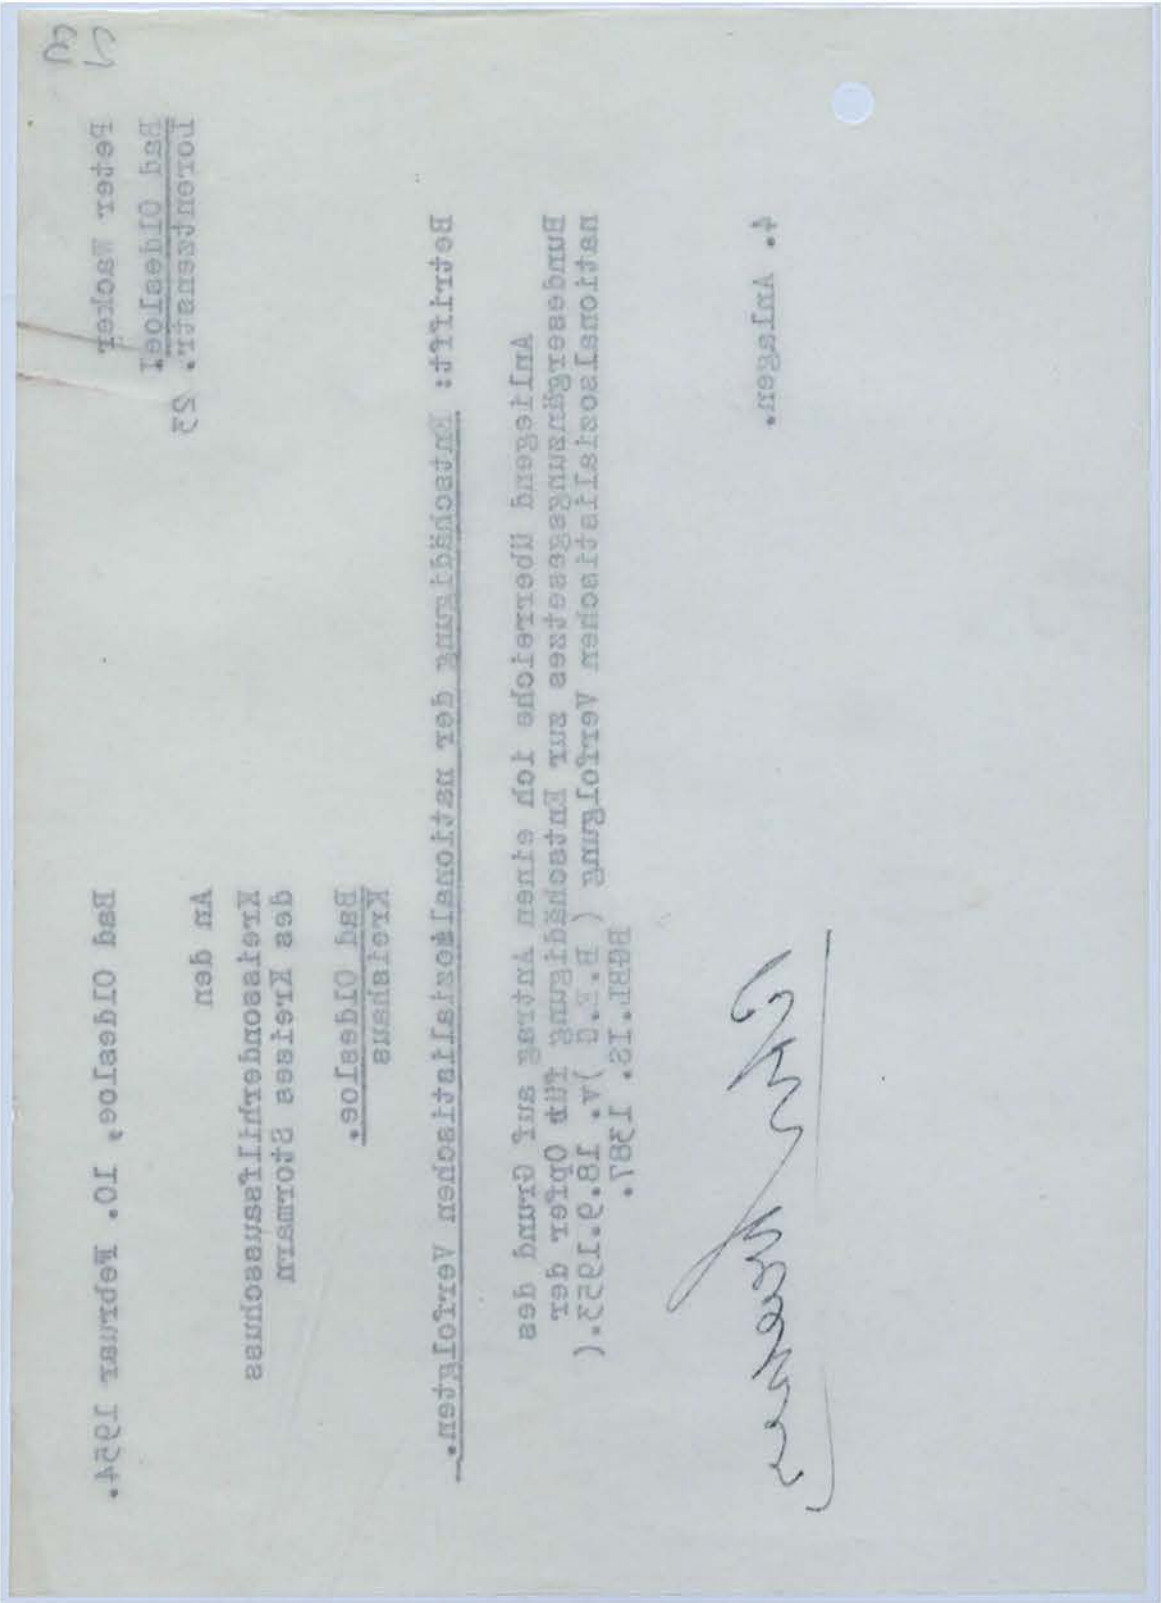 Peter Wacker Bad Oldesloe, 10. Februar 1954.
Bad Oldesloe!
Lorentzenstr. 23
An den
Kreissonderhilfsausschuss
des Kreises Stormarn
Bad Oldesloe.
Kreishaus
Betrifft: Entschädigung der nationalsozialistischen Verfolgten.
Anliegend überreiche ich einen Antrag auf Grund des
Bundesergänzungsgesetzes zur Entschädigung für Opfer der
nationalsozialistischen Verfolgung ( B.E.G )v. 18.9.1953.(
BGBL.IS. 1387.
4. Anlagen.